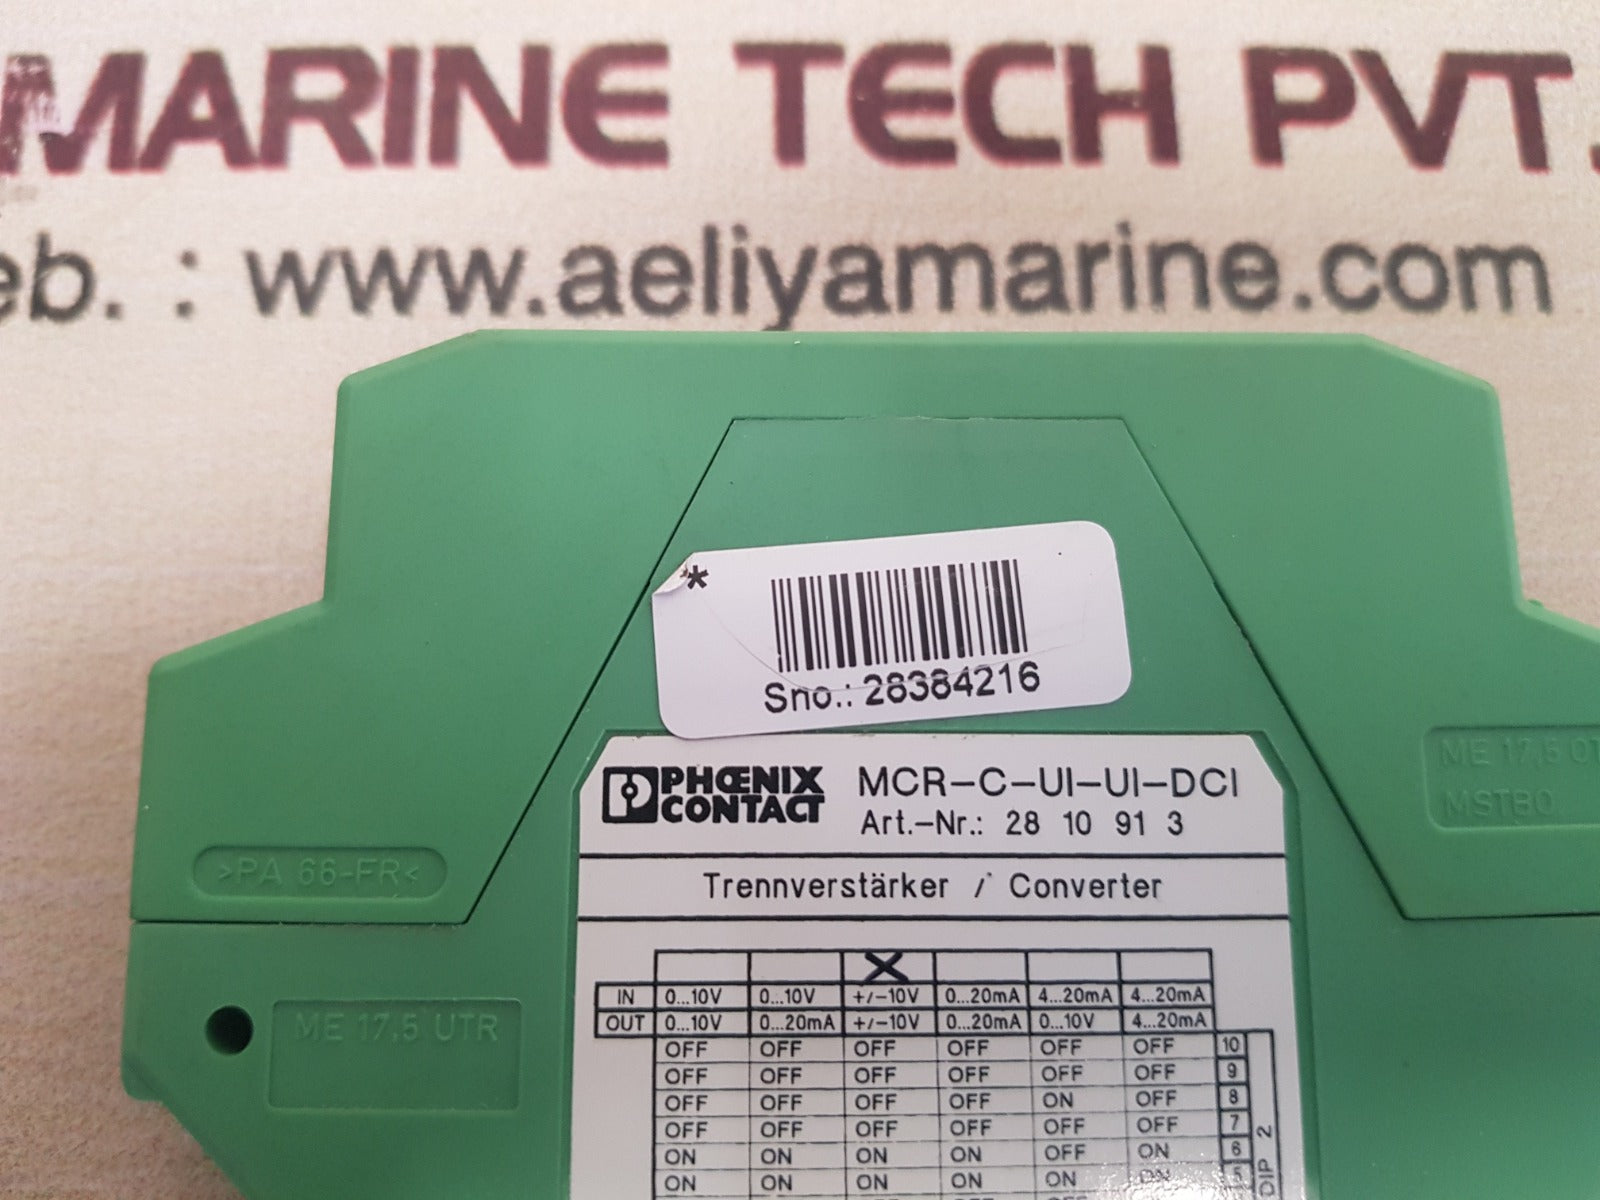 MARINE TECH PVT.
eb. : www.aeliyamarine.com
*
Sno.: 28384216
PHŒNIX CONTACT
MCR-C-UI-UI-DCI
Art.-Nr.: 28 10 91 3
Trennverstärker / Converter
X
IN 0...10V 0...10V +/-10V 0...20mA 4...20mA 4...20mA
OUT 0...10V 0...20mA +/-10V 0...20mA 0...10V 4...20mA
OFF OFF OFF OFF OFF OFF 10
OFF OFF OFF OFF OFF OFF 9
OFF OFF OFF OFF ON OFF 8
OFF OFF OFF OFF OFF OFF 7
ON ON ON ON OFF ON 6
ON ON ON ON ON ON 5
DIP 2
>PA 66-FR<
ME 17,5 UTR
ME 17,5 OT
MSTBO